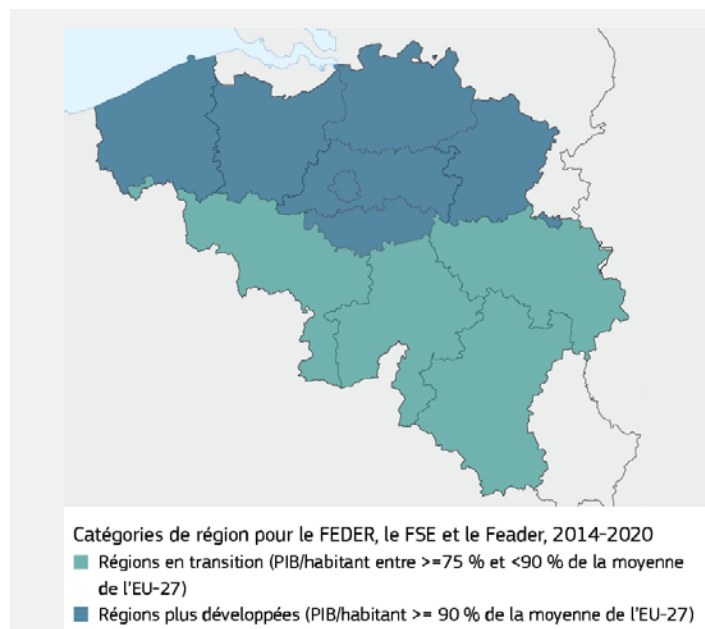 Catégories de région pour le FEDER, le FSE et le Feader, 2014-2020
Régions en transition (PIB/habitant entre >=75 % et <90 % de la moyenne
de l'EU-27)
Régions plus développées (PIB/habitant >= 90 % de la moyenne de l'EU-27)